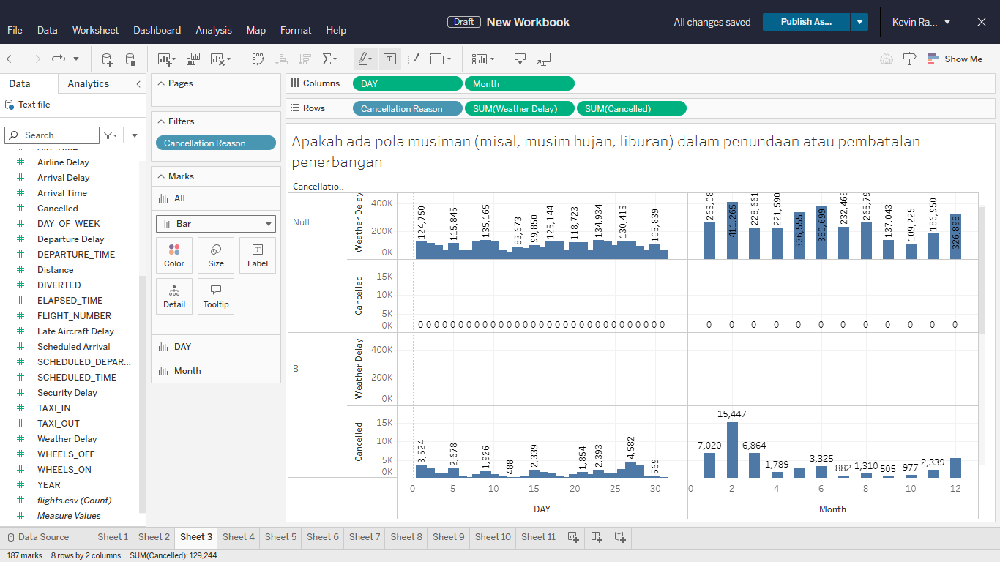 Draft New Workbook
File Data Worksheet Dashboard Analysis Map Format Help
All changes saved Publish As... Kevin Ra...
Show Me
Data Analytics
Text file
Search
AIR_TIME
Airline Delay
Arrival Delay
Arrival Time
Cancelled
DAY_OF_WEEK
Departure Delay
DEPARTURE_TIME
Distance
DIVERTED
ELAPSED_TIME
FLIGHT_NUMBER
Late Aircraft Delay
Scheduled Arrival
SCHEDULED_DEPAR...
SCHEDULED_TIME
Security Delay
TAXI_IN
TAXI_OUT
Weather Delay
WHEELS_OFF
WHEELS_ON
YEAR
flights.csv (Count)
Measure Values
Pages
Filters
Cancellation Reason
Marks
All
Bar
Color Size Label
Detail Tooltip
DAY
Month
Columns DAY Month
Rows Cancellation Reason SUM(Weather Delay) SUM(Cancelled)
Apakah ada pola musiman (misal, musim hujan, liburan) dalam penundaan atau pembatalan
penerbangan
Cancellatio..
Null
Weather Delay
400K
200K
0K
124,750 115,845 135,165 83,673 99,850 125,144 118,723 134,934 130,413 105,839
263,08 411,265 228,661 221,590 336,555 380,699 232,468 265,79 137,043 109,225 186,950 326,898
Cancelled
15K
10K
5K
0K
0 0 0 0 0 0 0 0 0 0 0 0 0 0 0 0 0 0 0 0 0 0 0 0 0 0 0 0 0 0 0
0 0 0 0 0 0 0 0 0 0 0 0
B
Weather Delay
400K
200K
0K
Cancelled
15K
10K
5K
0K
3,524 2,678 1,926 488 2,339 1,854 2,393 4,582 569
7,020 15,447 6,864 1,789 3,325 882 1,310 505 977 2,339
0 5 10 15 20 25 30
0 2 4 6 8 10 12
DAY
Month
Data Source Sheet 1 Sheet 2 Sheet 3 Sheet 4 Sheet 5 Sheet 6 Sheet 7 Sheet 8 Sheet 9 Sheet 10 Sheet 11
187 marks 8 rows by 2 columns SUM(Cancelled): 129,244